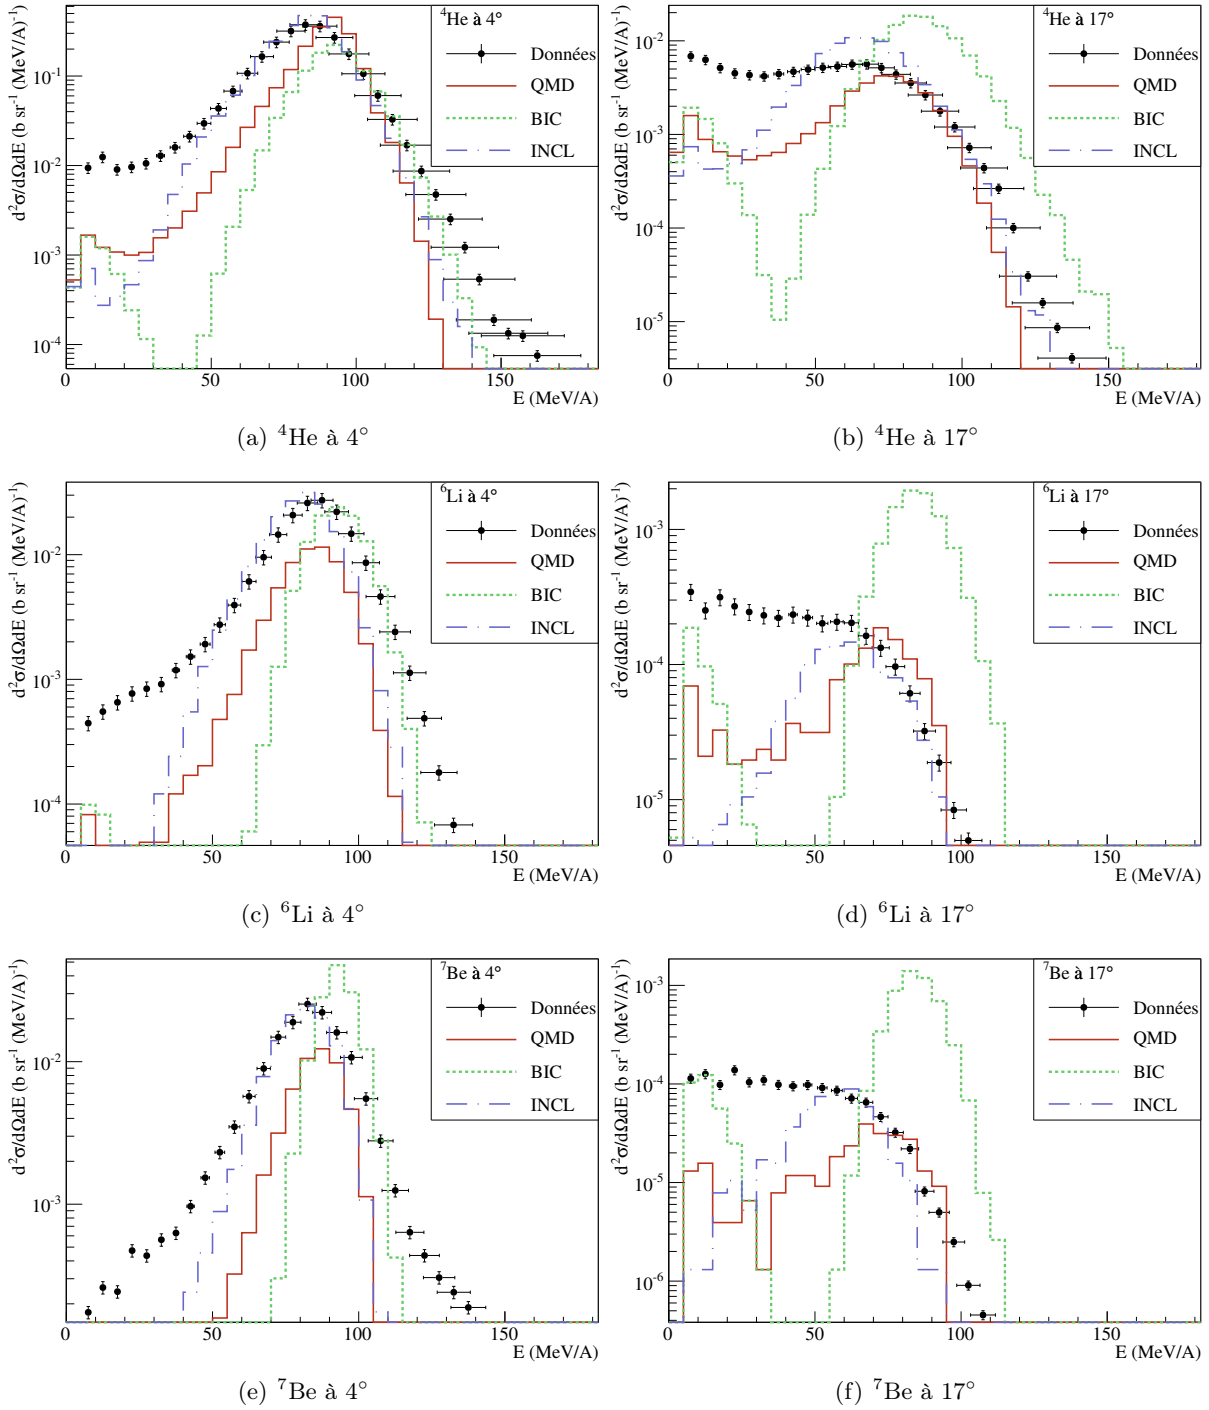 d²σ/dΩdE (b sr⁻¹ (MeV/A)⁻¹)
10⁻¹
10⁻²
10⁻³
10⁻⁴
⁴He à 4°
Données
QMD
BIC
INCL
0 50 100 150
E (MeV/A)
(a) ⁴He à 4°
d²σ/dΩdE (b sr⁻¹ (MeV/A)⁻¹)
10⁻²
10⁻³
10⁻⁴
10⁻⁵
⁴He à 17°
Données
QMD
BIC
INCL
0 50 100 150
E (MeV/A)
(b) ⁴He à 17°
d²σ/dΩdE (b sr⁻¹ (MeV/A)⁻¹)
10⁻²
10⁻³
10⁻⁴
⁶Li à 4°
Données
QMD
BIC
INCL
0 50 100 150
E (MeV/A)
(c) ⁶Li à 4°
d²σ/dΩdE (b sr⁻¹ (MeV/A)⁻¹)
10⁻³
10⁻⁴
10⁻⁵
⁶Li à 17°
Données
QMD
BIC
INCL
0 50 100 150
E (MeV/A)
(d) ⁶Li à 17°
d²σ/dΩdE (b sr⁻¹ (MeV/A)⁻¹)
10⁻²
10⁻³
⁷Be à 4°
Données
QMD
BIC
INCL
0 50 100 150
E (MeV/A)
(e) ⁷Be à 4°
d²σ/dΩdE (b sr⁻¹ (MeV/A)⁻¹)
10⁻³
10⁻⁴
10⁻⁵
10⁻⁶
⁷Be à 17°
Données
QMD
BIC
INCL
0 50 100 150
E (MeV/A)
(f) ⁷Be à 17°